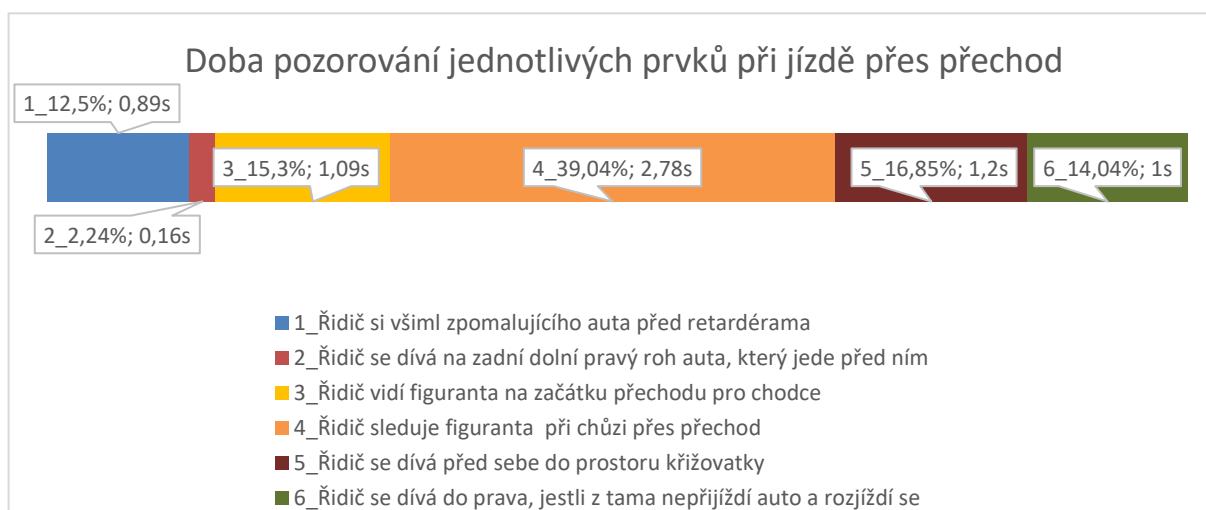 Doba pozorování jednotlivých prvků při jízdě přes přechod
1_12,5%; 0,89s
3_15,3%; 1,09s
4_39,04%; 2,78s
5_16,85%; 1,2s
6_14,04%; 1s
2_2,24%; 0,16s
1_Řidič si všiml zpomalujícího auta před retardérama
2_Řidič se dívá na zadní dolní pravý roh auta, který jede před ním
3_Řidič vidí figuranta na začátku přechodu pro chodce
4_Řidič sleduje figuranta  při chůzi přes přechod
5_Řidič se dívá před sebe do prostoru křižovatky
6_Řidič se dívá do prava, jestli z tama nepřijíždí auto a rozjíždí se